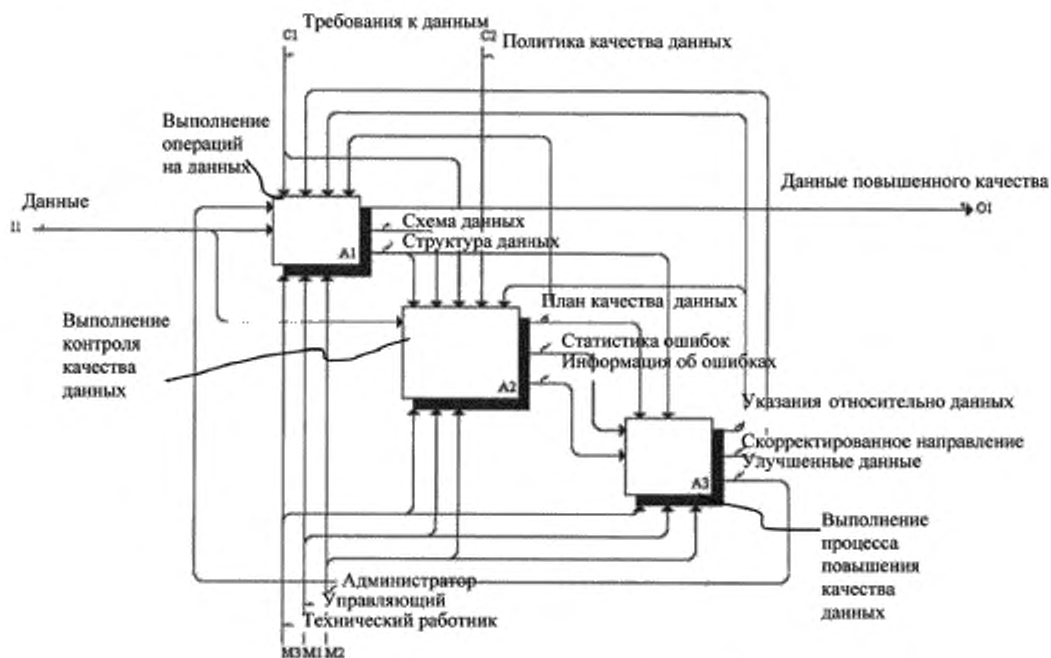 Требования к данным
C1
C2
Политика качества данных
Выполнение
операций
на данных
Данные
I1
Данные повышенного качества
O1
Схема данных
Структура данных
A1
План качества данных
Выполнение
контроля
качества
данных
Статистика ошибок
Информация об ошибках
A2
Указания относительно данных
Скорректированное направление
Улучшенные данные
A3
Выполнение
процесса
повышения
качества
данных
Администратор
Управляющий
Технический работник
M3 M1 M2